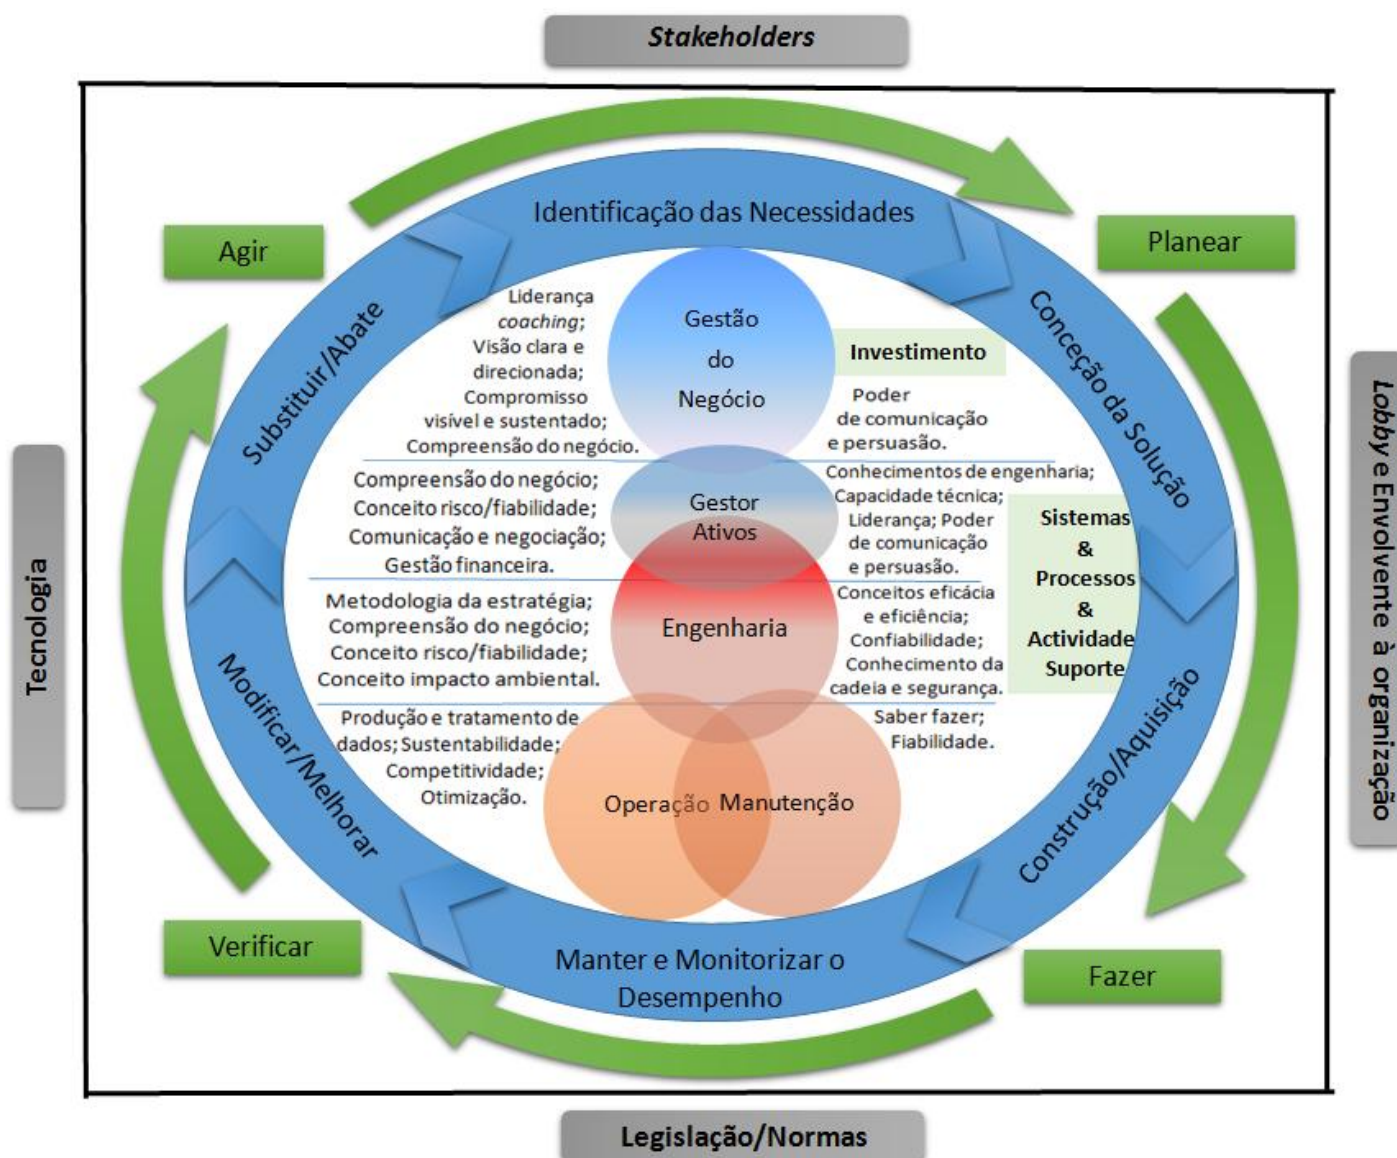 Stakeholders
Identificação das Necessidades
Agir
Planear
Substituir/Abate
Conceção da Solução
Liderança
coaching;
Visão clara e
direcionada;
Compromisso
visível e sustentado;
Compreensão do negócio.
Gestão
do
Negócio
Investimento
Poder
de comunicação
e persuasão.
Compreensão do negócio;
Conceito risco/fiabilidade;
Comunicação e negociação;
Gestão financeira.
Gestor
Ativos
Conhecimentos de engenharia;
Capacidade técnica;
Liderança; Poder
de comunicação
e persuasão.
Sistemas
&
Processos
&
Actividade
Suporte
Metodologia da estratégia;
Compreensão do negócio;
Conceito risco/fiabilidade;
Conceito impacto ambiental.
Engenharia
Conceitos eficácia
e eficiência;
Confiabilidade;
Conhecimento da
cadeia e segurança.
Produção e tratamento de
dados; Sustentabilidade;
Competitividade;
Otimização.
Operação
Manutenção
Saber fazer;
Fiabilidade.
Tecnologia
Lobby e Envolvente à
organização
Modificar/Melhorar
Construção/Aquisição
Verificar
Manter e Monitorizar o
Desempenho
Fazer
Legislação/Normas